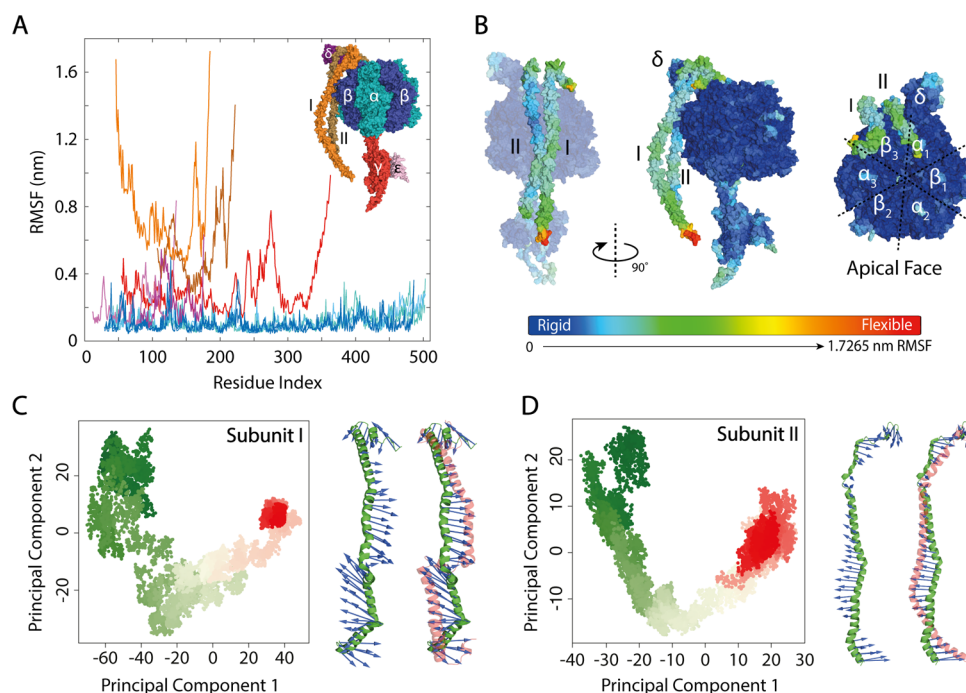 A
1.6
1.2
0.8
0.4
0
RMSF (nm)
0
100
200
300
400
500
Residue Index
δ
I
β
α
β
II
γ
ε
B
II
I
90°
δ
I
II
II
I
δ
β3
α1
α3
β1
β2
α2
Apical Face
Rigid
Flexible
0
1.7265 nm RMSF
C
Subunit I
20
0
-20
Principal Component 2
-60
-40
-20
0
20
40
Principal Component 1
D
Subunit II
20
10
0
-10
Principal Component 2
-40
-30
-20
-10
0
10
20
30
Principal Component 1